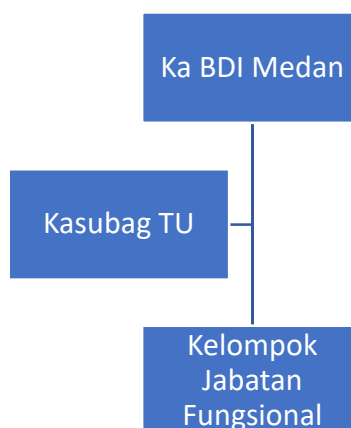 Ka BDI Medan
Kasubag TU
Kelompok
Jabatan
Fungsional